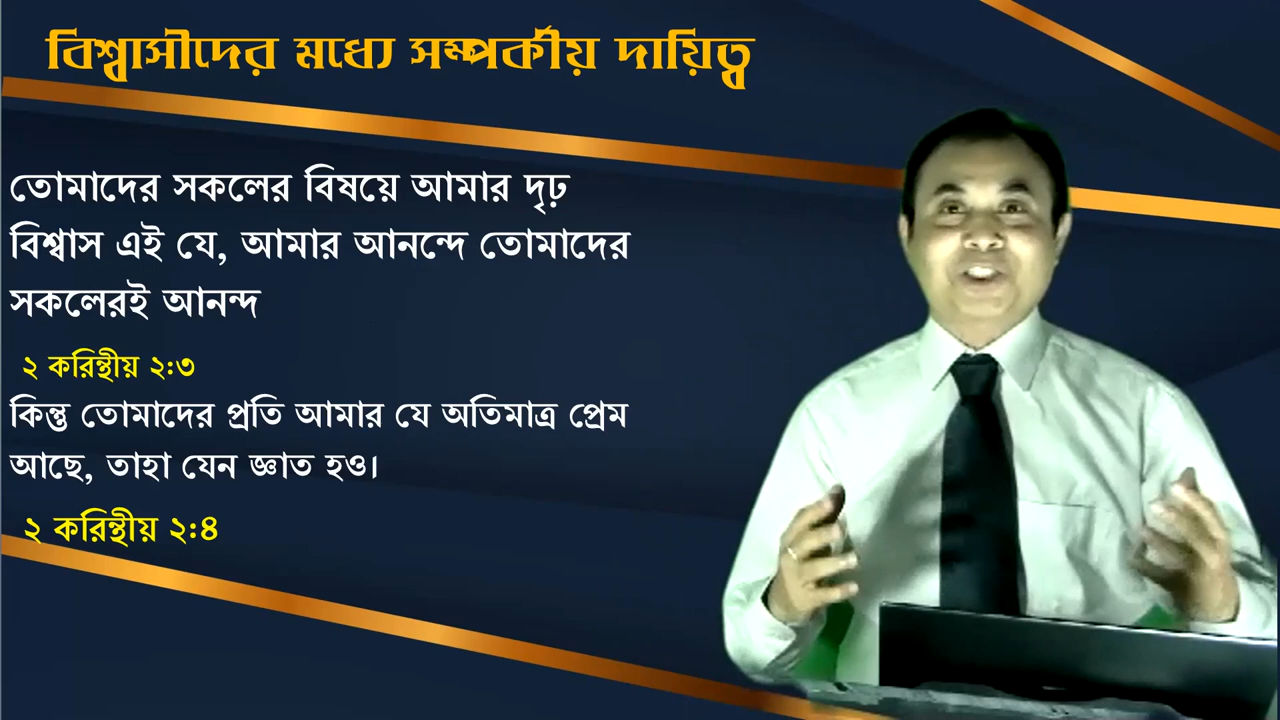 বিশ্বাসীদের মধ্যে সম্পর্কীয় দায়িত্ব
তোমাদের সকলের বিষয়ে আমার দৃঢ়
বিশ্বাস এই যে, আমার আনন্দে তোমাদের
সকলেরই আনন্দ
২ করিন্থীয় ২:৩
কিন্তু তোমাদের প্রতি আমার যে অতিমাত্র প্রেম
আছে, তাহা যেন জ্ঞাত হও।
২ করিন্থীয় ২:৪